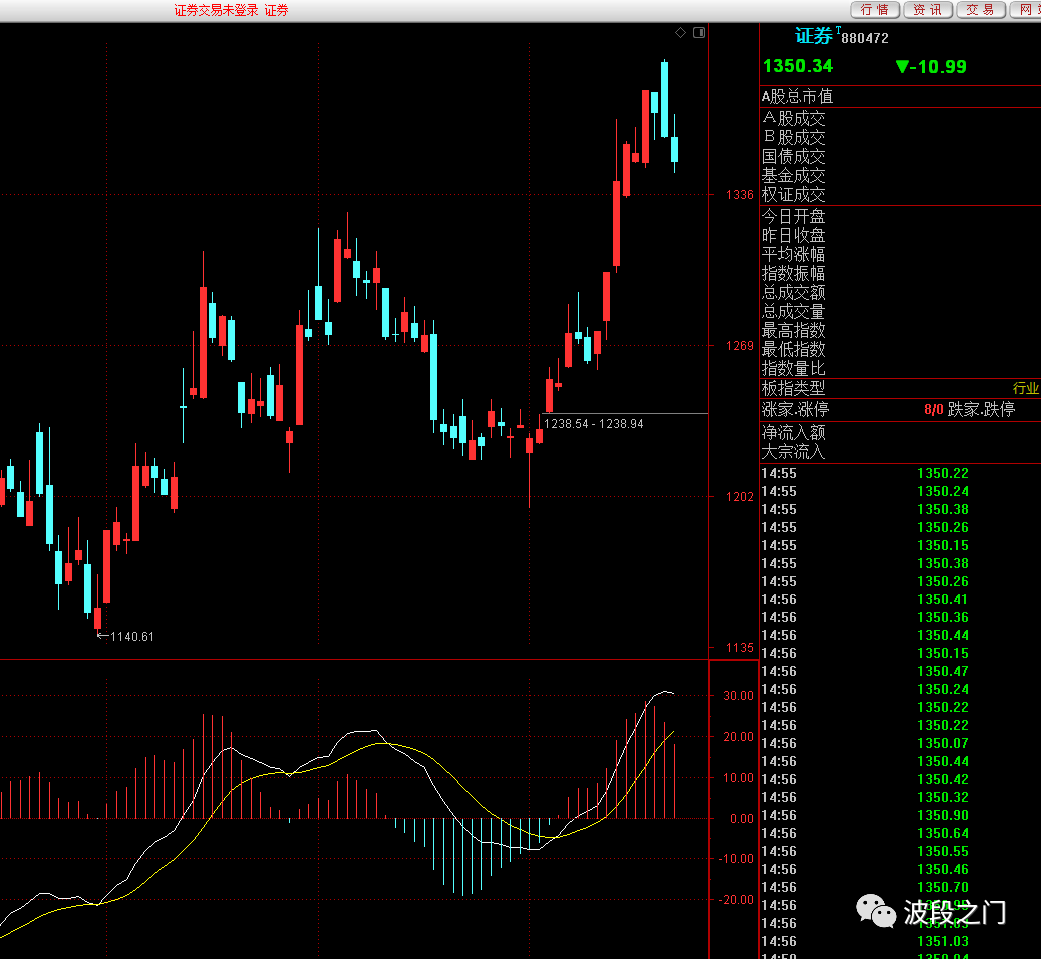 证券交易未登录 证券
行情 资讯 交易 网
证券 T880472
1350.34 ▼-10.99
A股总市值
A股成交
B股成交
国债成交
基金成交
权证成交
今日开盘
昨日收盘
平均涨幅
指数振幅
总成交额
总成交量
最高指数
最低指数
指数量比
板指类型 行业
涨家.涨停 8/0 跌家.跌停
净流入额
大宗流入
14:55 1350.22
14:55 1350.24
14:55 1350.38
14:55 1350.26
14:55 1350.15
14:55 1350.38
14:55 1350.26
14:56 1350.41
14:56 1350.36
14:56 1350.44
14:56 1350.15
14:56 1350.47
14:56 1350.24
14:56 1350.22
14:56 1350.22
14:56 1350.07
14:56 1350.44
14:56 1350.42
14:56 1350.32
14:56 1350.90
14:56 1350.64
14:56 1350.55
14:56 1350.46
14:56 1350.70
14:56
14:56
14:56 1351.03
1336
1269
1238.54 - 1238.94
1202
←1140.61
1135
30.00
20.00
10.00
0.00
-10.00
-20.00
波段之门